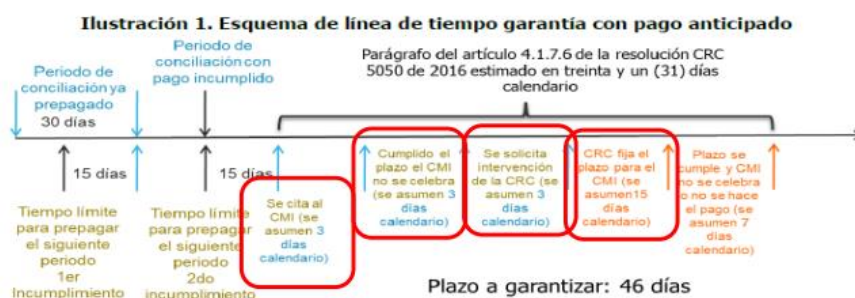 Ilustración 1. Esquema de línea de tiempo garantía con pago anticipado
Periodo de
conciliación ya
prepagado
30 días
Periodo de
conciliación con
pago incumplido
Parágrafo del artículo 4.1.7.6 de la resolución CRC
5050 de 2016 estimado en treinta y un (31) días
calendario
15 días
15 días
Tiempo límite
para prepagar
el siguiente
periodo
1er
Incumplimiento
Tiempo límite
para prepagar
el siguiente
periodo
2do
incumplimiento
Se cita al
CMI (se
asumen 3
días
calendario)
Cumplido el
plazo el CMI
no se celebra
(se asumen 3
días
calendario)
Se solicita
intervención
de la CRC (se
asumen 3 días
calendario)
CRC fija el
plazo para el
CMI (se
asumen15
días
calendario)
Plazo se
cumple y CMI
no se celebra
o no se hace
el pago (se
asumen 7
días
calendario)
Plazo a garantizar: 46 días